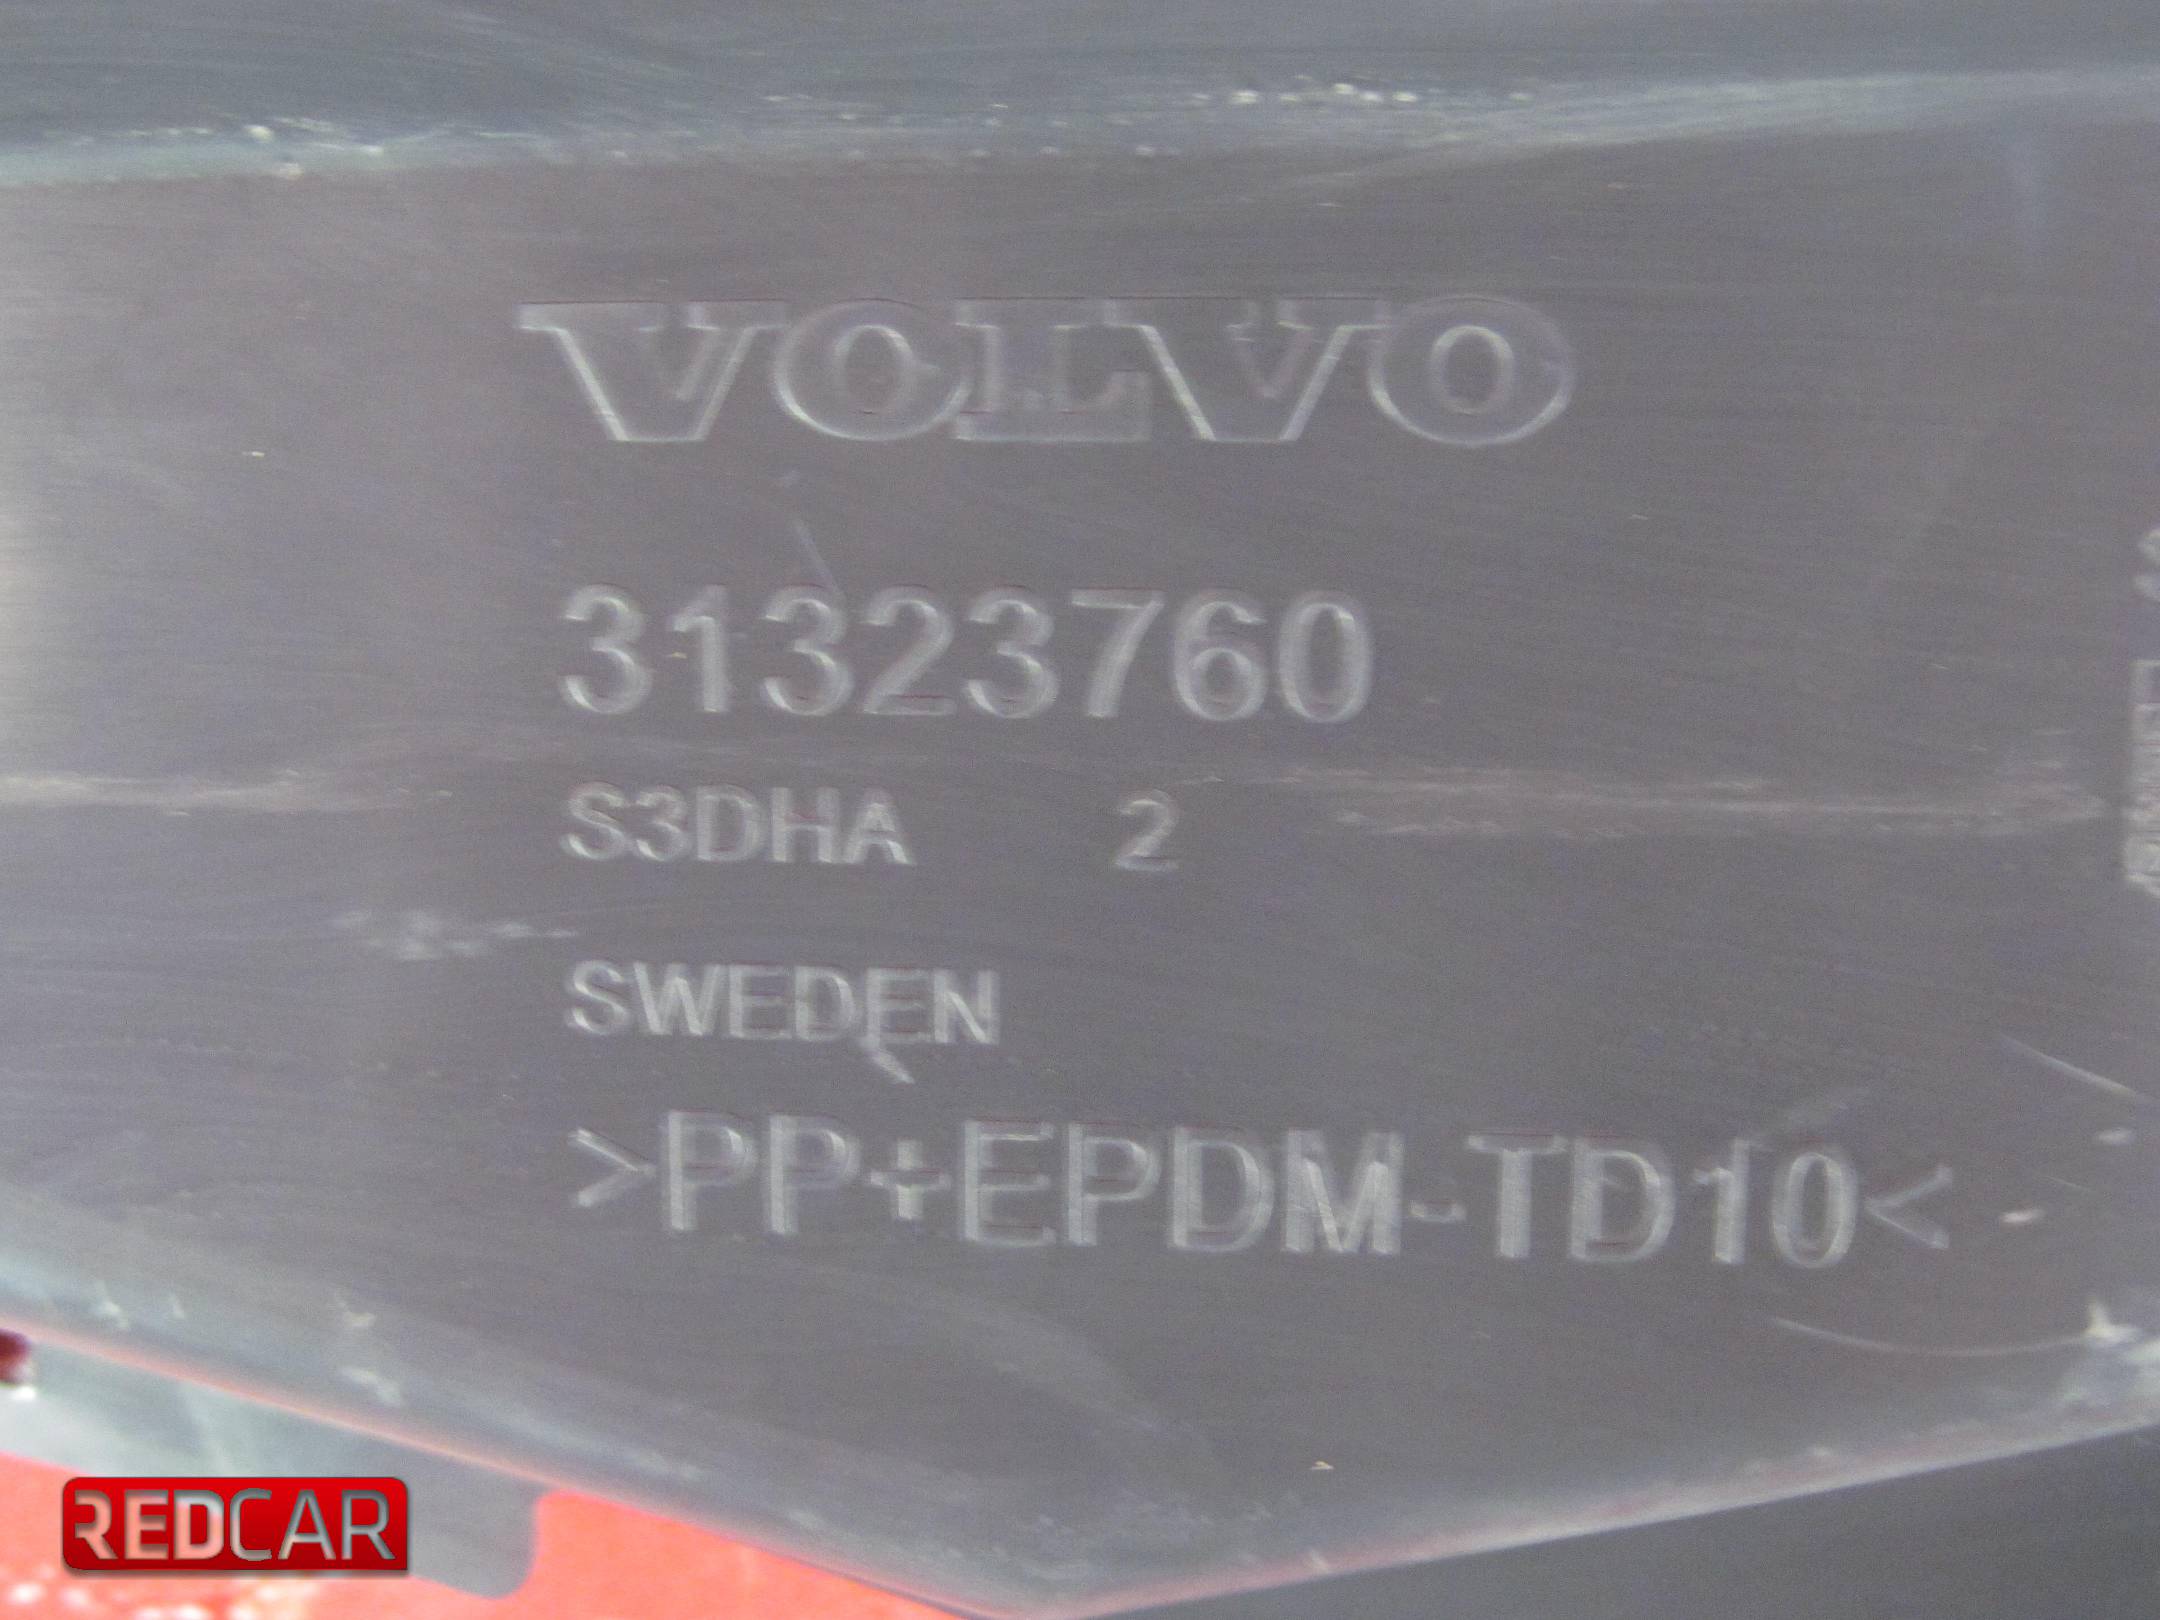 VOLVO
31323760
S3DHA 2
SWEDEN
>PP+EPDM-TD10<
REDCAR